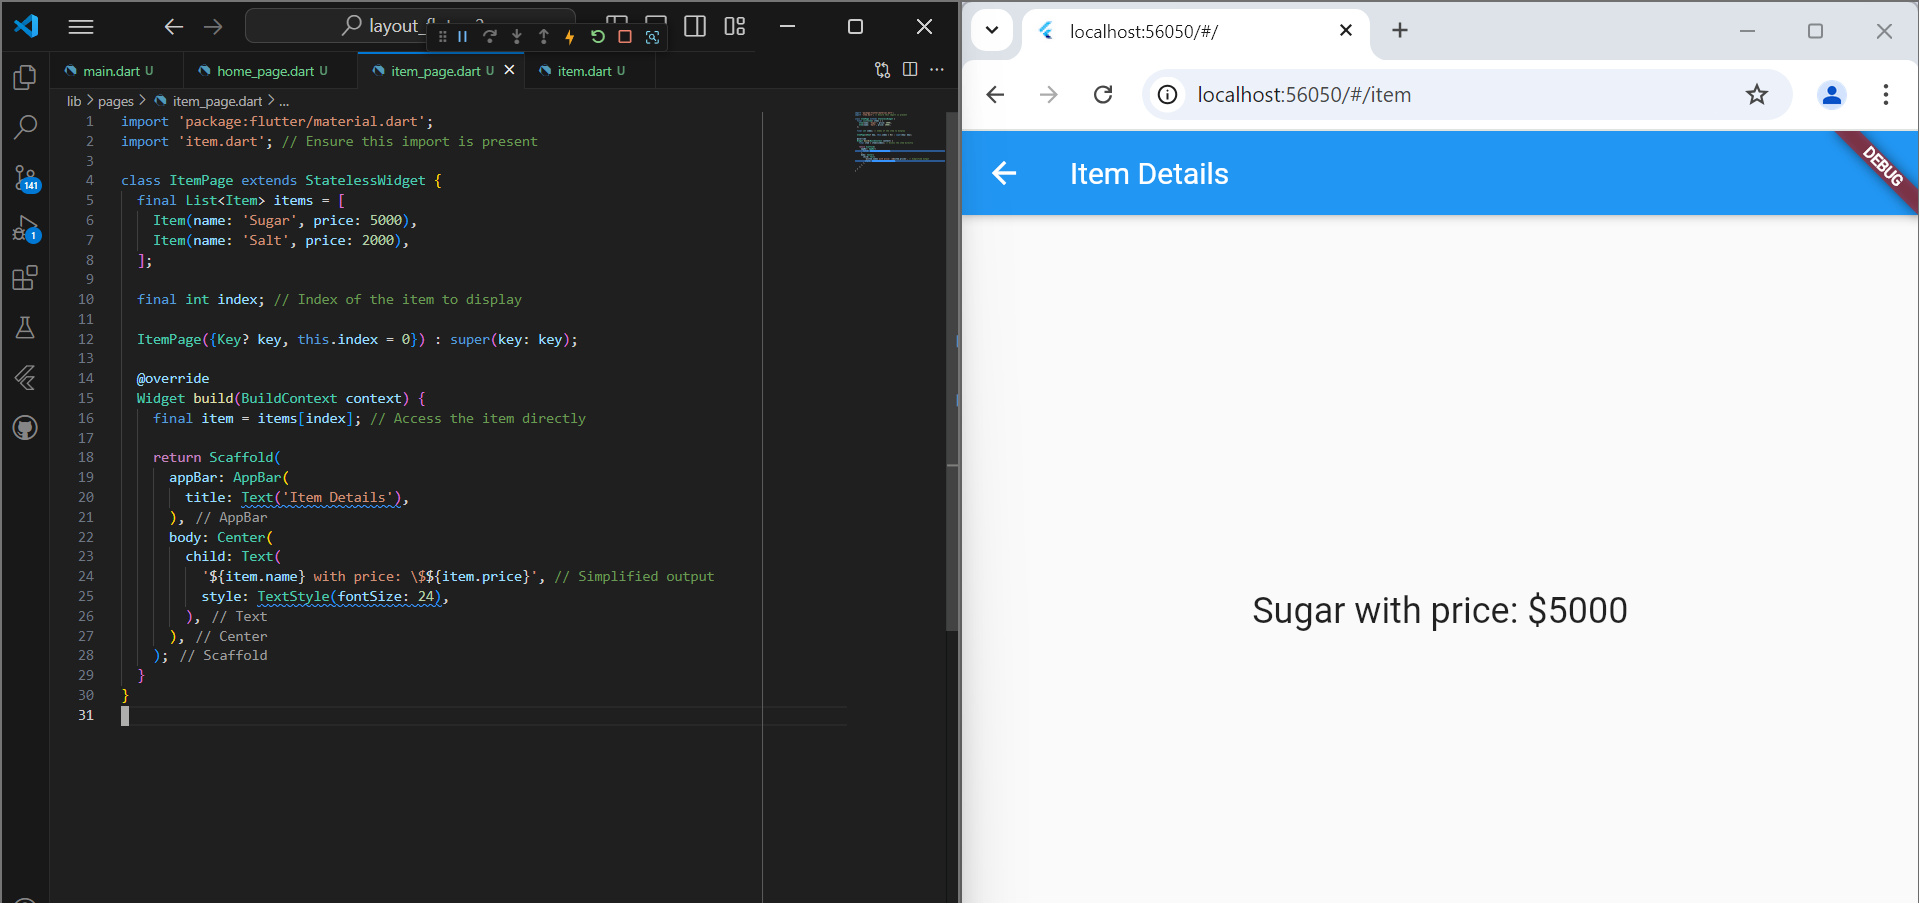 layout_
main.dart U
home_page.dart U
item_page.dart U
item.dart U
lib > pages > item_page.dart > ...
141
1
1 import 'package:flutter/material.dart';
2 import 'item.dart'; // Ensure this import is present
3
4 class ItemPage extends StatelessWidget {
5 final List<Item> items = [
6 Item(name: 'Sugar', price: 5000),
7 Item(name: 'Salt', price: 2000),
8 ];
9
10 final int index; // Index of the item to display
11
12 ItemPage({Key? key, this.index = 0}) : super(key: key);
13
14 @override
15 Widget build(BuildContext context) {
16 final item = items[index]; // Access the item directly
17
18 return Scaffold(
19 appBar: AppBar(
20 title: Text('Item Details'),
21 ), // AppBar
22 body: Center(
23 child: Text(
24 '${item.name} with price: \$${item.price}', // Simplified output
25 style: TextStyle(fontSize: 24),
26 ), // Text
27 ), // Center
28 ); // Scaffold
29 }
30 }
31
localhost:56050/#/
localhost:56050/#/item
Item Details
DEBUG
Sugar with price: $5000